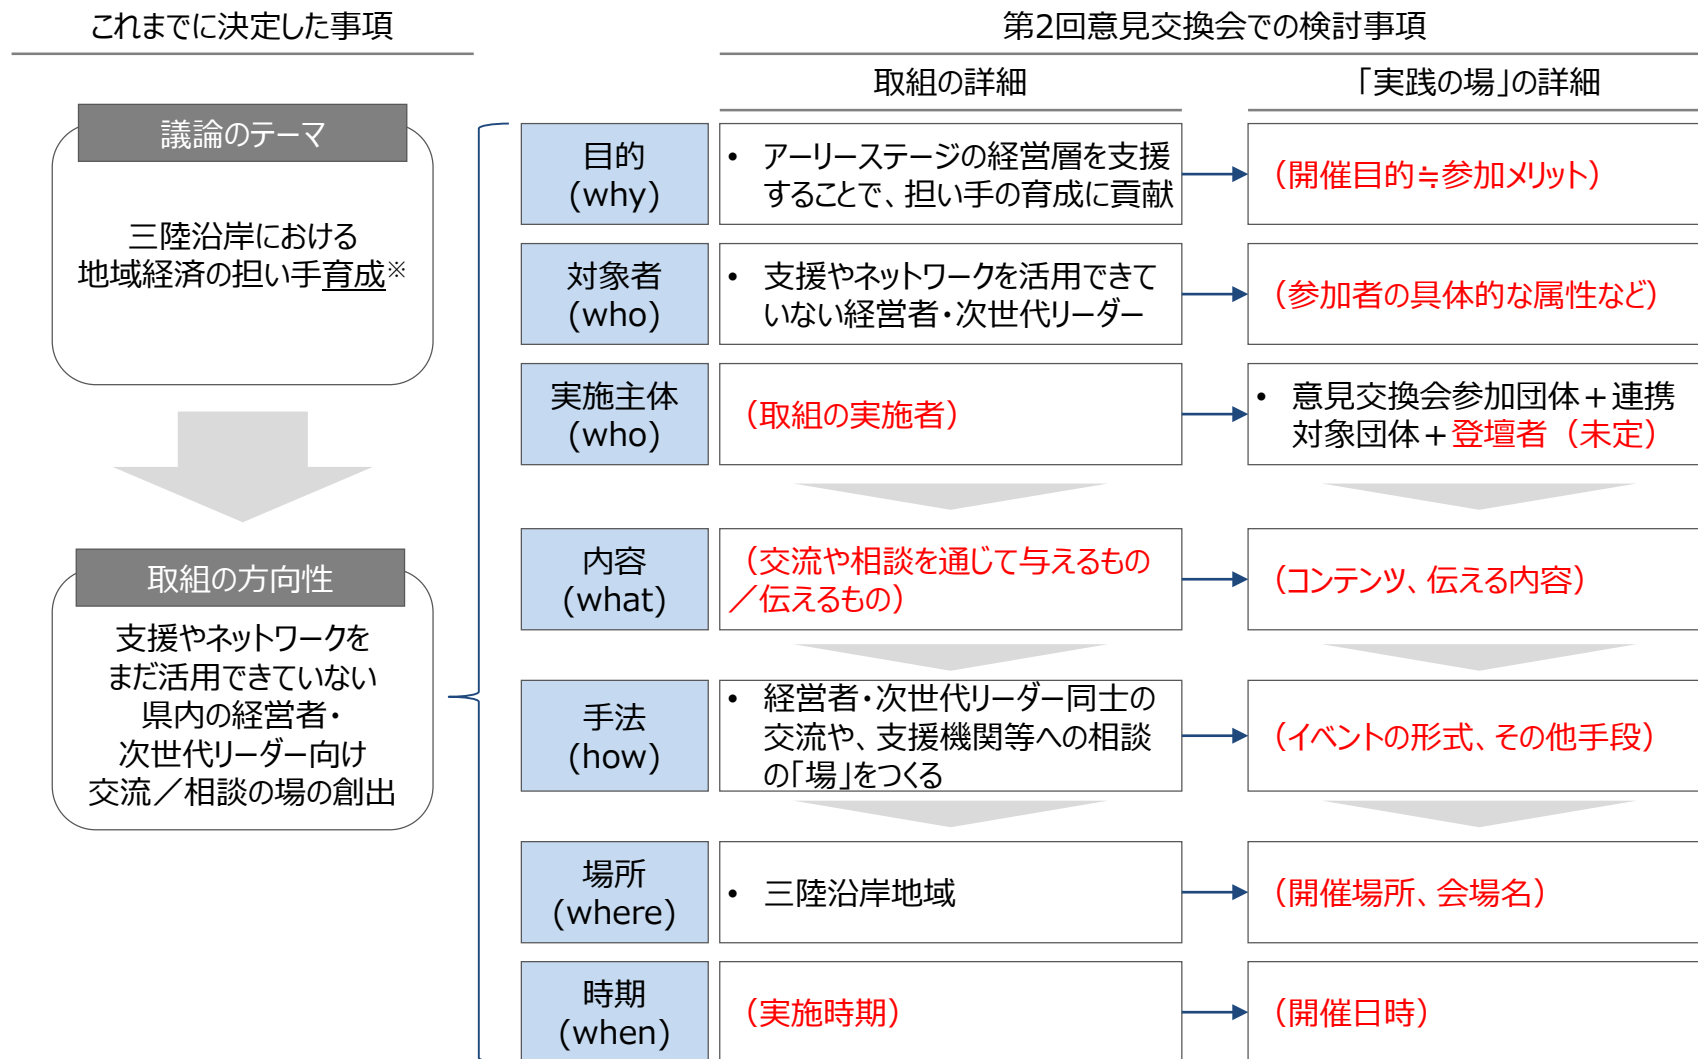 これまでに決定した事項
第2回意見交換会での検討事項
取組の詳細
「実践の場」の詳細
議論のテーマ
三陸沿岸における
地域経済の担い手育成※
取組の方向性
支援やネットワークを
まだ活用できていない
県内の経営者・
次世代リーダー向け
交流／相談の場の創出
目的
(why)
• アーリーステージの経営層を支援
することで、担い手の育成に貢献
（開催目的≒参加メリット）
対象者
(who)
• 支援やネットワークを活用できて
いない経営者・次世代リーダー
（参加者の具体的な属性など）
実施主体
(who)
（取組の実施者）
• 意見交換会参加団体＋連携
対象団体＋登壇者（未定）
内容
(what)
（交流や相談を通じて与えるもの
／伝えるもの）
（コンテンツ、伝える内容）
手法
(how)
• 経営者・次世代リーダー同士の
交流や、支援機関等への相談
の「場」をつくる
（イベントの形式、その他手段）
場所
(where)
• 三陸沿岸地域
（開催場所、会場名）
時期
(when)
（実施時期）
（開催日時）